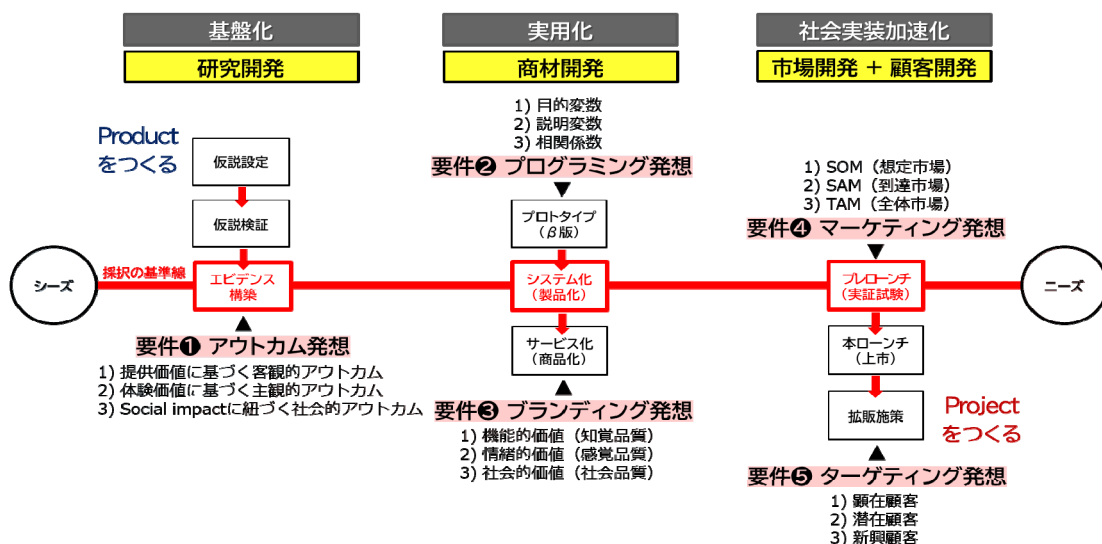 基盤化
研究開発
実用化
商材開発
社会実装加速化
市場開発 + 顧客開発
Product
をつくる
仮説設定
仮説検証
採択の基準線
シーズ
エビデンス
構築
要件❶ アウトカム発想
1) 提供価値に基づく客観的アウトカム
2) 体験価値に基づく主観的アウトカム
3) Social impactに紐づく社会的アウトカム
1) 目的変数
2) 説明変数
3) 相関係数
要件❷ プログラミング発想
プロトタイプ
(β版)
システム化
(製品化)
サービス化
(商品化)
要件❸ ブランディング発想
1) 機能的価値（知覚品質）
2) 情緒的価値（感覚品質）
3) 社会的価値（社会品質）
1) SOM（想定市場）
2) SAM（到達市場）
3) TAM（全体市場）
要件❹ マーケティング発想
プレローンチ
(実証試験)
ニーズ
本ローンチ
(上市)
拡販施策
Project
をつくる
要件❺ ターゲティング発想
1) 顕在顧客
2) 潜在顧客
3) 新興顧客